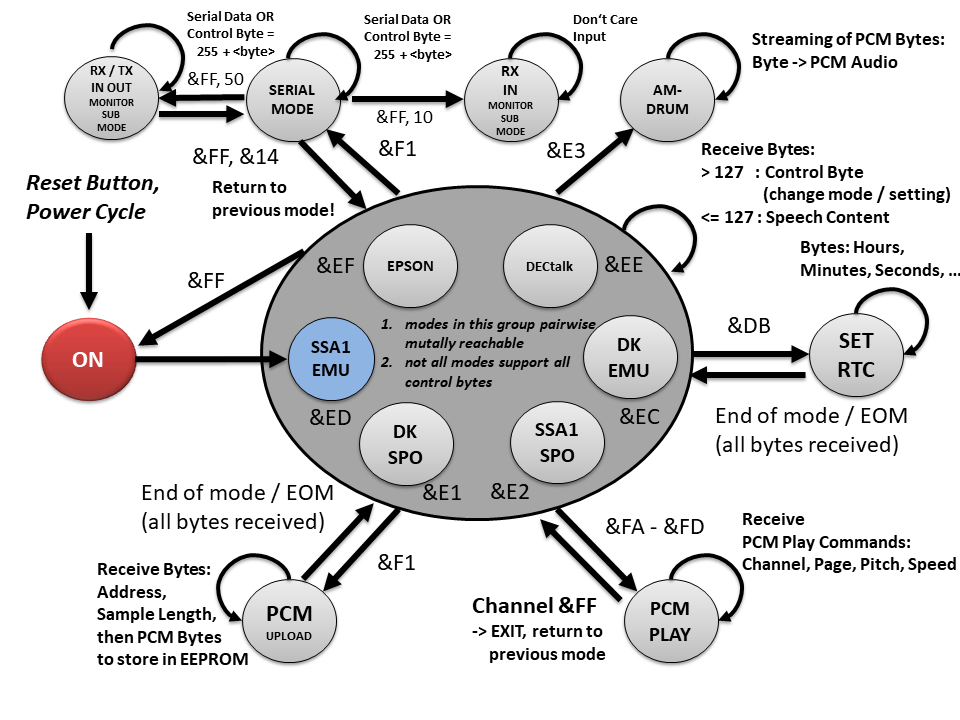 Serial Data OR
Control Byte =
255 + <byte>
Serial Data OR
Control Byte =
255 + <byte>
Don't Care
Input
Streaming of PCM Bytes:
Byte -> PCM Audio
RX / TX
IN OUT
MONITOR
SUB
MODE
&FF, 50
SERIAL
MODE
&FF, 10
RX
IN
MONITOR
SUB
MODE
AM-
DRUM
&FF, &14
&F1
&E3
Return to
previous mode!
Receive Bytes:
> 127 : Control Byte
(change mode / setting)
<= 127 : Speech Content
Reset Button,
Power Cycle
&FF
&EF
EPSON
DECtalk
&EE
Bytes: Hours,
Minutes, Seconds, ...
ON
SSA1
EMU
&ED
1. modes in this group pairwise
mutally reachable
2. not all modes support all
control bytes
DK
EMU
&EC
&DB
SET
RTC
End of mode / EOM
(all bytes received)
DK
SPO
&E1
SSA1
SPO
&E2
End of mode / EOM
(all bytes received)
&F1
&FA - &FD
Receive
PCM Play Commands:
Channel, Page, Pitch, Speed
Receive Bytes:
Address,
Sample Length,
then PCM Bytes
to store in EEPROM
PCM
UPLOAD
Channel &FF
-> EXIT, return to
previous mode
PCM
PLAY